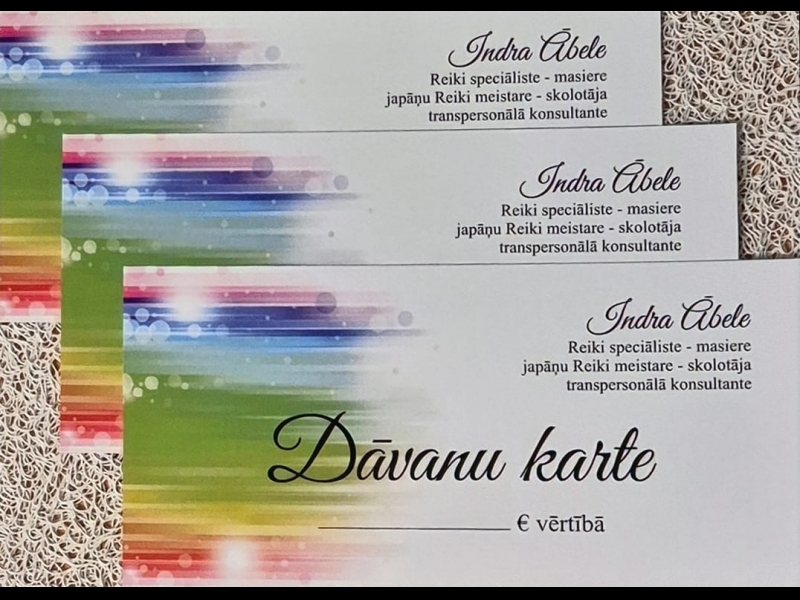 Indra Ābele
Reiki speciāliste - masiere
japāņu Reiki meistare - skolotāja
transpersonālā konsultante
Indra Ābele
Reiki speciāliste - masiere
japāņu Reiki meistare - skolotāja
transpersonālā konsultante
Indra Ābele
Reiki speciāliste - masiere
japāņu Reiki meistare - skolotāja
transpersonālā konsultante
Dāvanu karte
€ vērtībā